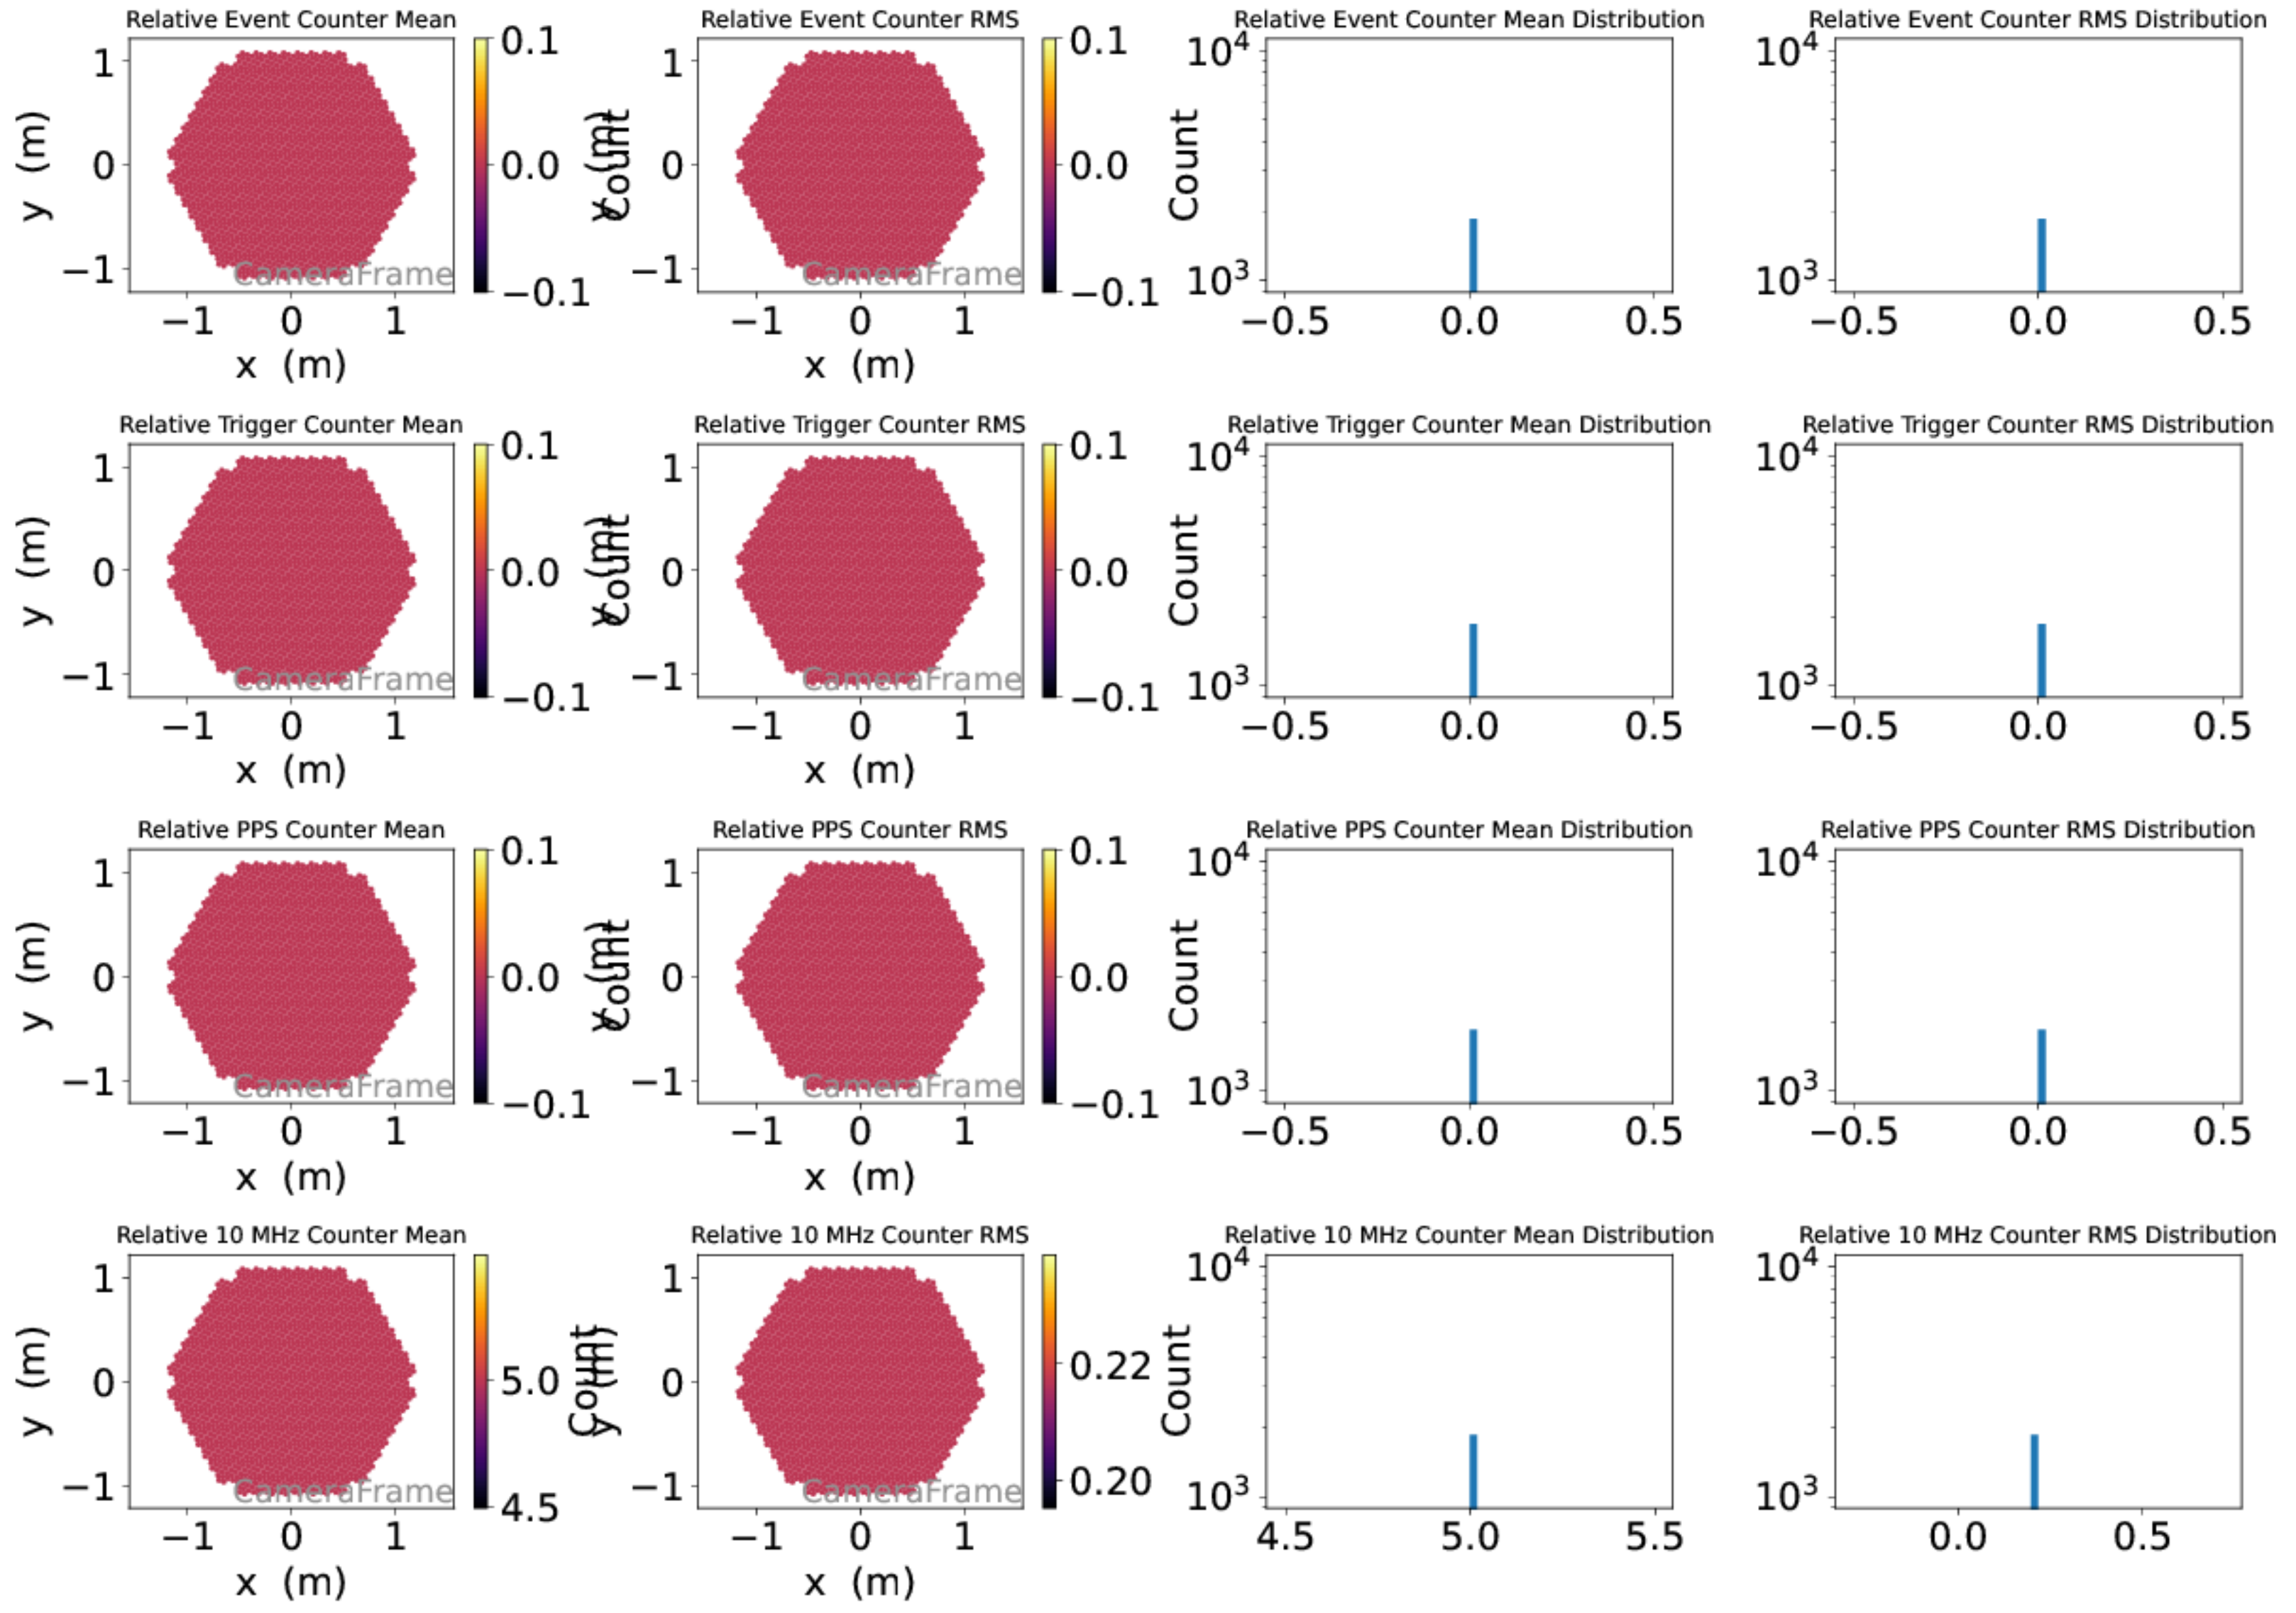 Relative Event Counter Mean
Relative Event Counter RMS
Relative Event Counter Mean Distribution
Relative Event Counter RMS Distribution
1
0
−1
y (m)
−1 0 1
x (m)
CameraFrame
0.1
0.0
−0.1
Count
1
0
−1
y (m)
−1 0 1
x (m)
CameraFrame
0.1
0.0
−0.1
Count
10⁴
10³
−0.5 0.0 0.5
10⁴
10³
−0.5 0.0 0.5
Relative Trigger Counter Mean
Relative Trigger Counter RMS
Relative Trigger Counter Mean Distribution
Relative Trigger Counter RMS Distribution
1
0
−1
y (m)
−1 0 1
x (m)
CameraFrame
0.1
0.0
−0.1
Count
1
0
−1
y (m)
−1 0 1
x (m)
CameraFrame
0.1
0.0
−0.1
Count
10⁴
10³
−0.5 0.0 0.5
10⁴
10³
−0.5 0.0 0.5
Relative PPS Counter Mean
Relative PPS Counter RMS
Relative PPS Counter Mean Distribution
Relative PPS Counter RMS Distribution
1
0
−1
y (m)
−1 0 1
x (m)
CameraFrame
0.1
0.0
−0.1
Count
1
0
−1
y (m)
−1 0 1
x (m)
CameraFrame
0.1
0.0
−0.1
Count
10⁴
10³
−0.5 0.0 0.5
10⁴
10³
−0.5 0.0 0.5
Relative 10 MHz Counter Mean
Relative 10 MHz Counter RMS
Relative 10 MHz Counter Mean Distribution
Relative 10 MHz Counter RMS Distribution
1
0
−1
y (m)
−1 0 1
x (m)
CameraFrame
5.0
4.5
Count
1
0
−1
y (m)
−1 0 1
x (m)
CameraFrame
0.22
0.20
Count
10⁴
10³
4.5 5.0 5.5
10⁴
10³
0.0 0.5